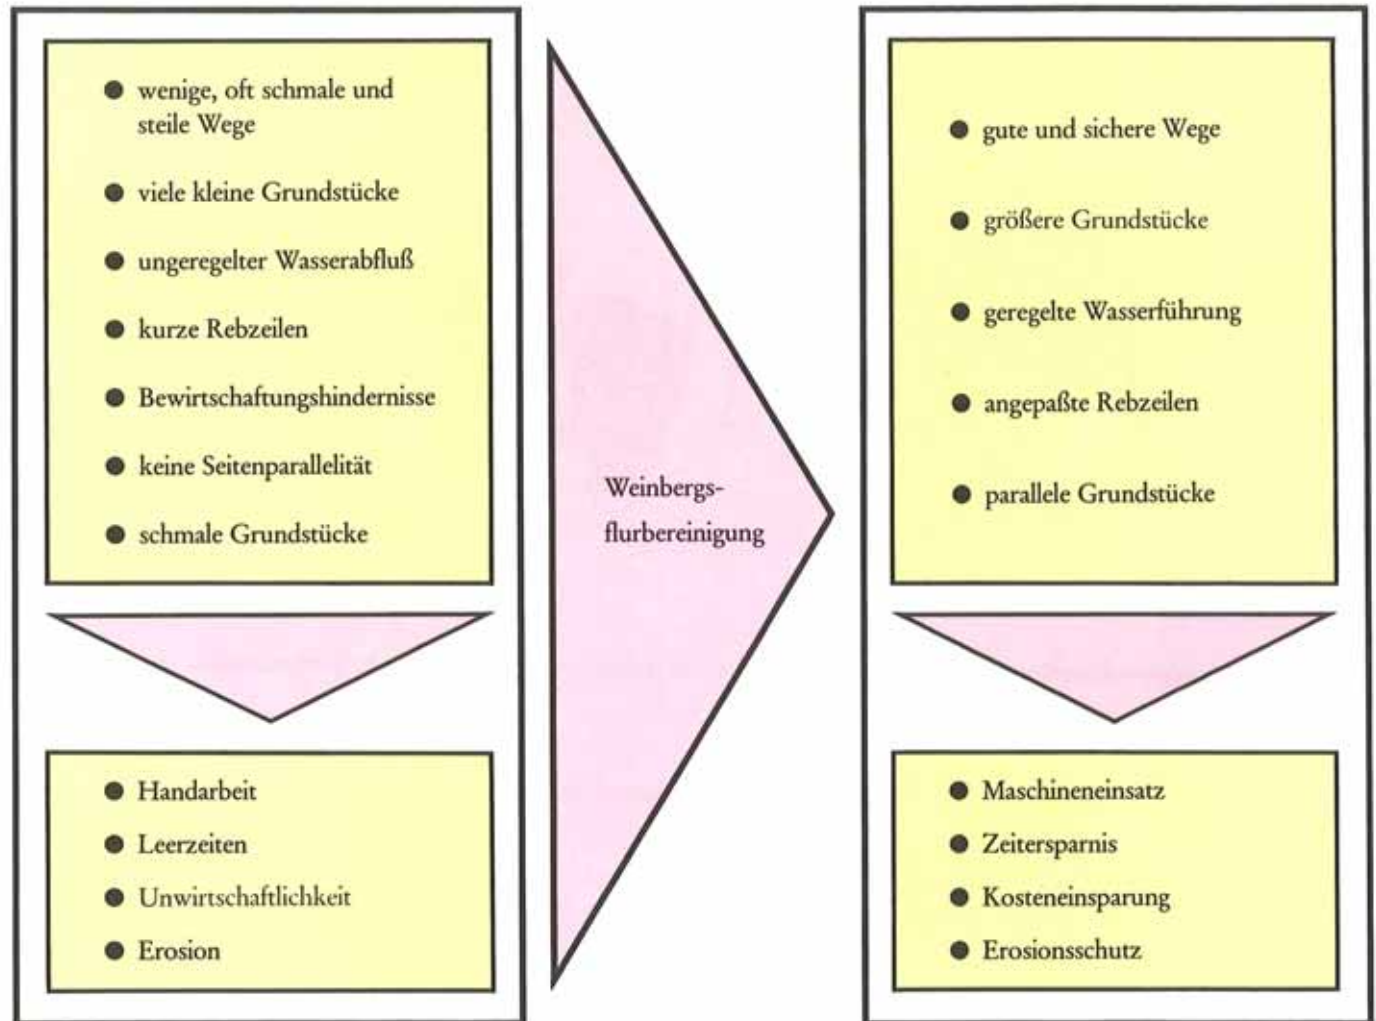 ● wenige, oft schmale und
steile Wege
● viele kleine Grundstücke
● ungeregelter Wasserabfluß
● kurze Rebzeilen
● Bewirtschaftungshindernisse
● keine Seitenparallelität
● schmale Grundstücke
● Handarbeit
● Leerzeiten
● Unwirtschaftlichkeit
● Erosion
Weinbergs-
flurbereinigung
● gute und sichere Wege
● größere Grundstücke
● geregelte Wasserführung
● angepaßte Rebzeilen
● parallele Grundstücke
● Maschineneinsatz
● Zeitersparnis
● Kosteneinsparung
● Erosionsschutz